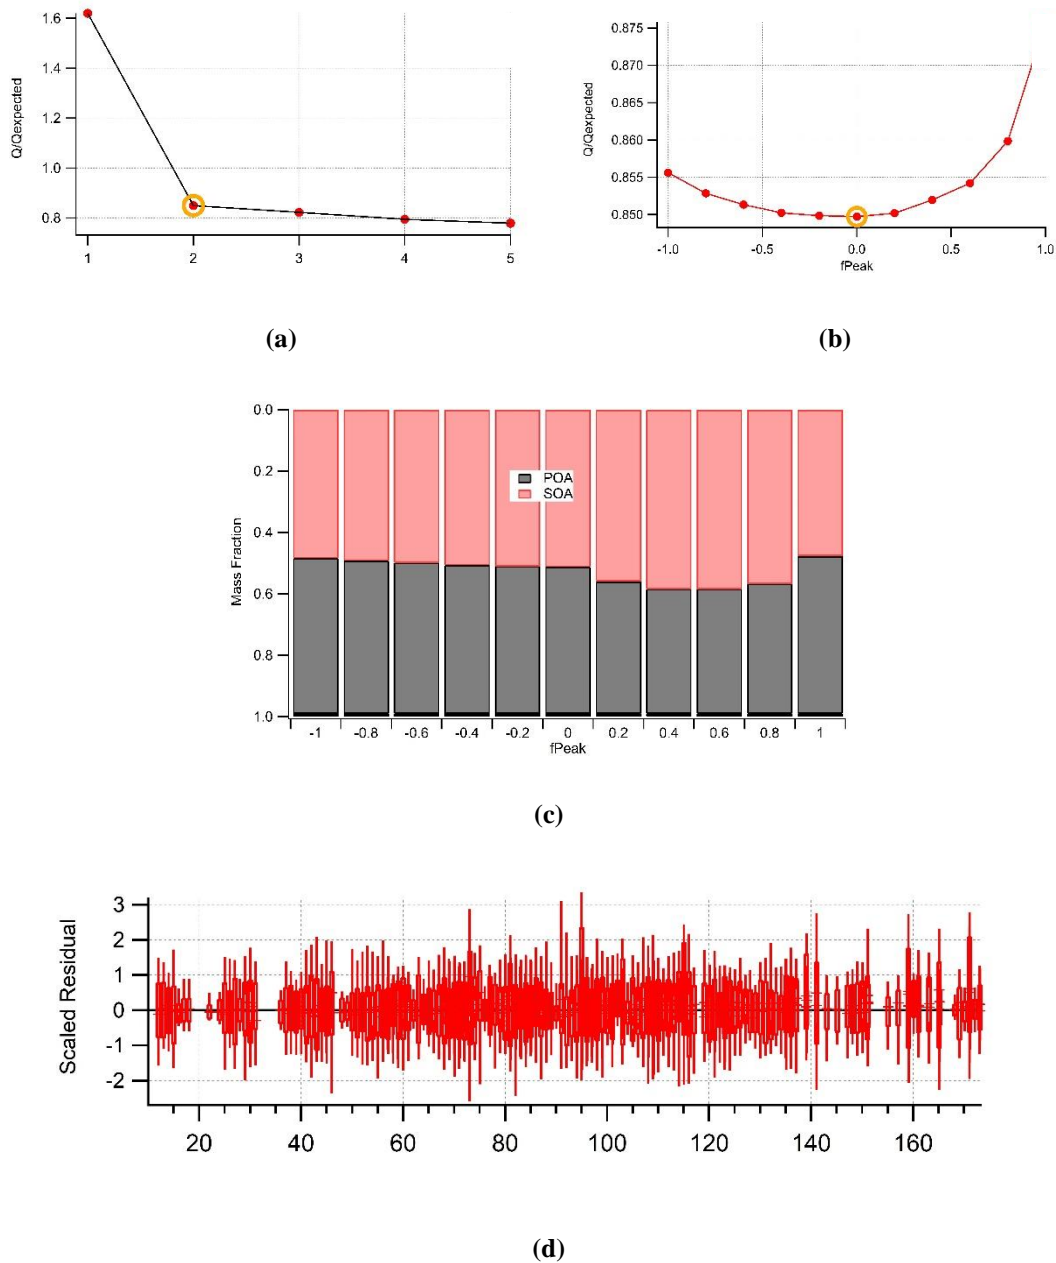 1.6
1.4
1.2
1.0
0.8
Q/Qexpected
1 2 3 4 5
0.875
0.870
0.865
0.860
0.855
0.850
Q/Qexpected
-1.0 -0.5 0.0 0.5 1.0
fPeak
(a)
(b)
0.0
0.2
0.4
0.6
0.8
1.0
Mass Fraction
POA
SOA
-1 -0.8 -0.6 -0.4 -0.2 0 0.2 0.4 0.6 0.8 1
fPeak
(c)
3
2
1
0
-1
-2
Scaled Residual
20 40 60 80 100 120 140 160
(d)